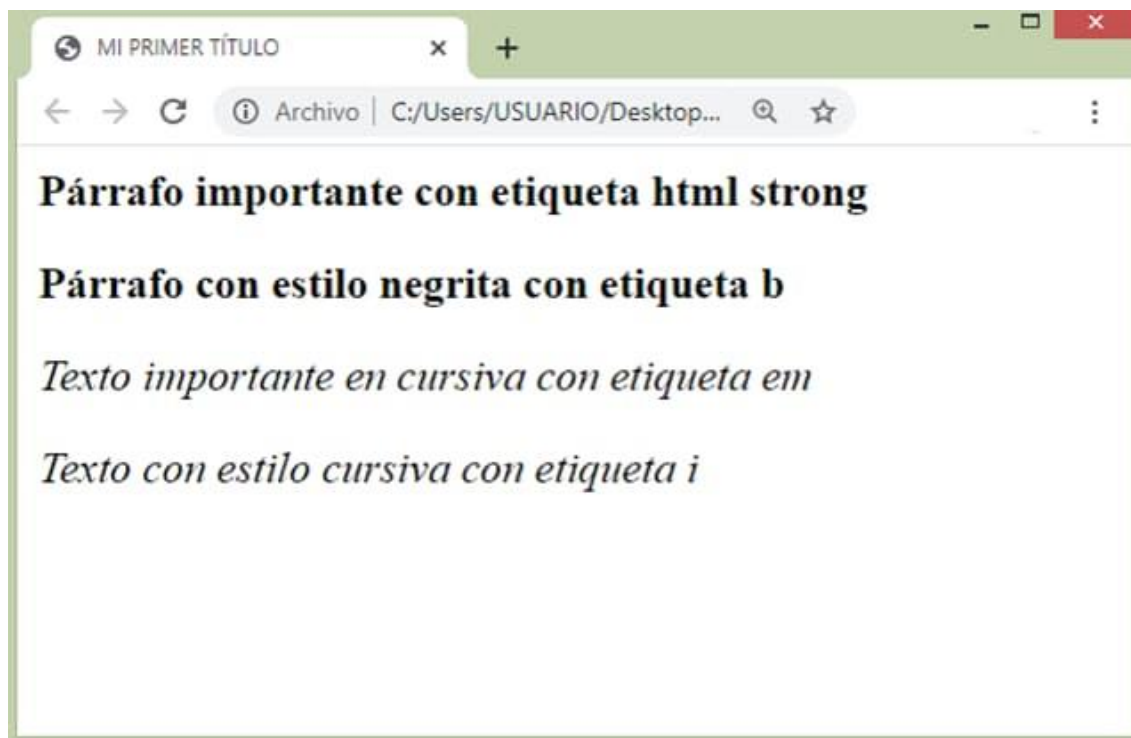 MI PRIMER TÍTULO
Archivo | C:/Users/USUARIO/Desktop...
Párrafo importante con etiqueta html strong
Párrafo con estilo negrita con etiqueta b
Texto importante en cursiva con etiqueta em
Texto con estilo cursiva con etiqueta i